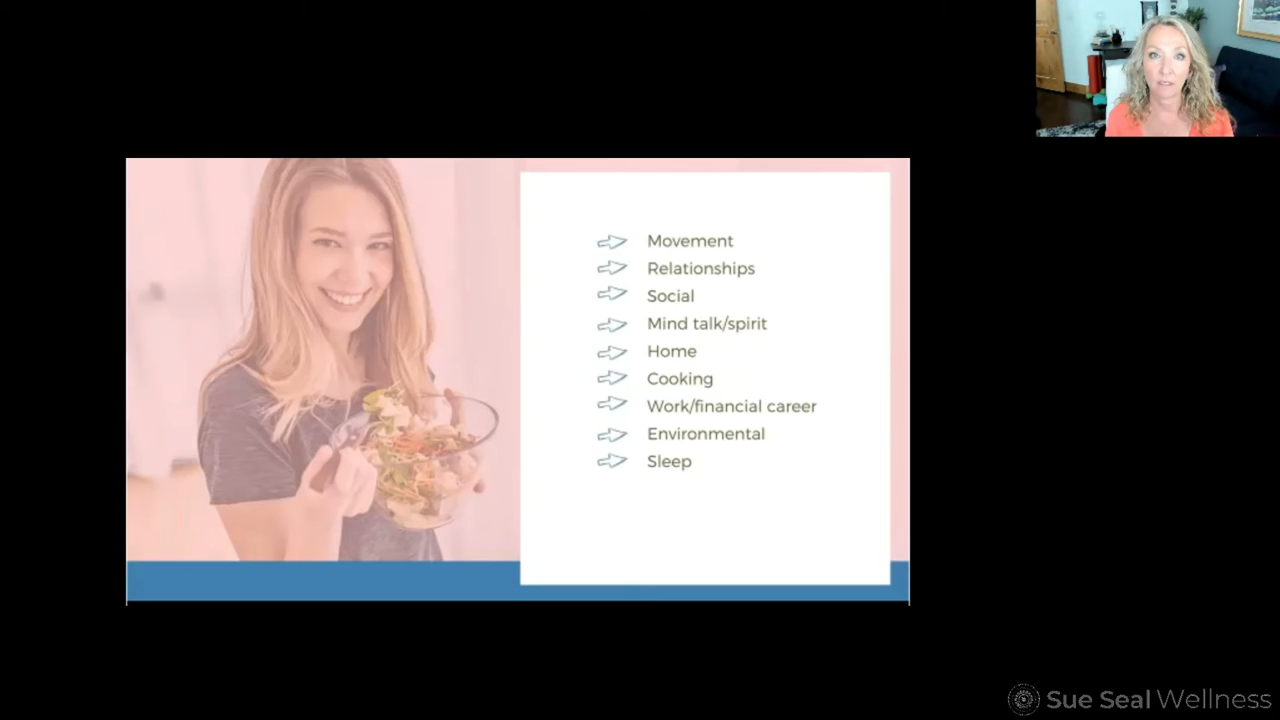 Movement
Relationships
Social
Mind talk/spirit
Home
Cooking
Work/financial career
Environmental
Sleep
Sue Seal Wellness